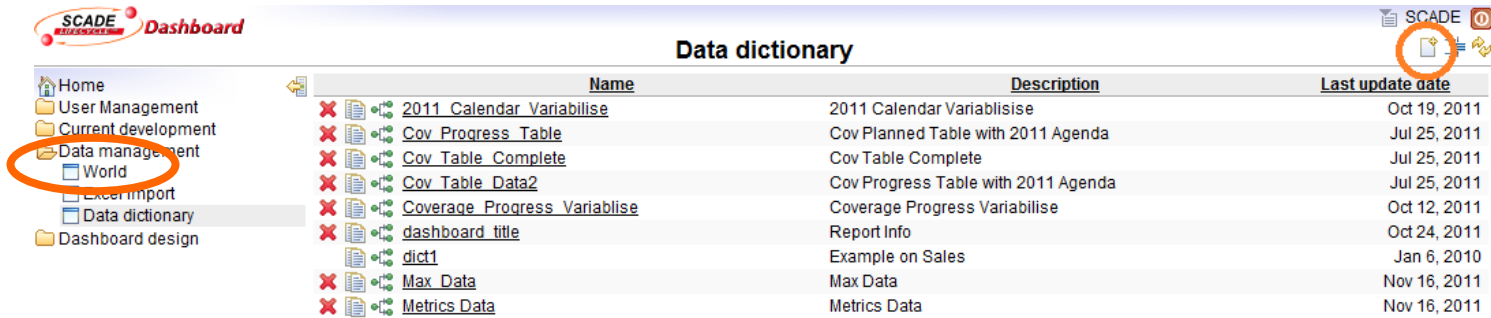 SCADE LIFECYCLE™ Dashboard
SCADE
Data dictionary
Home
User Management
Current development
Data management
World
Excel import
Data dictionary
Dashboard design
Name Description Last update date
2011_Calendar_Variabilise 2011 Calendar Variablisise Oct 19, 2011
Cov_Progress_Table Cov Planned Table with 2011 Agenda Jul 25, 2011
Cov_Table_Complete Cov Table Complete Jul 25, 2011
Cov_Table_Data2 Cov Progress Table with 2011 Agenda Jul 25, 2011
Coverage_Progress_Variablise Coverage Progress Variabilise Oct 12, 2011
dashboard_title Report Info Oct 24, 2011
dict1 Example on Sales Jan 6, 2010
Max_Data Max Data Nov 16, 2011
Metrics Data Metrics Data Nov 16, 2011